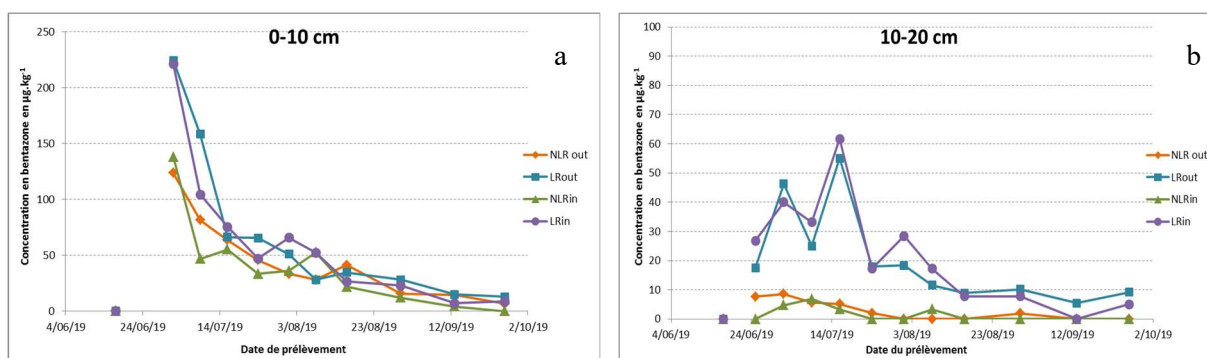 0-10 cm
a
Concentration en bentazone en µg.kg⁻¹
250
200
150
100
50
0
4/06/19 24/06/19 14/07/19 3/08/19 23/08/19 12/09/19 2/10/19
Date de prélèvement
NLR out
LRout
NLRin
LRin
10-20 cm
b
Concentration en bentazone en µg.kg⁻¹
100
90
80
70
60
50
40
30
20
10
0
4/06/19 24/06/19 14/07/19 3/08/19 23/08/19 12/09/19 2/10/19
Date du prélèvement
NLR out
LRout
NLRin
LRin